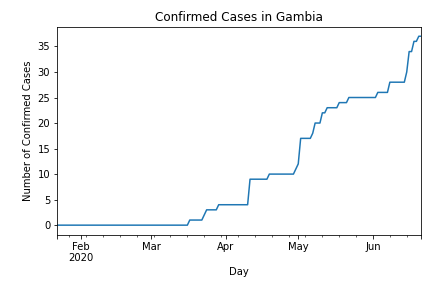 Confirmed Cases in Gambia
Number of Confirmed Cases
35
30
25
20
15
10
5
0
Feb
2020
Mar
Apr
May
Jun
Day